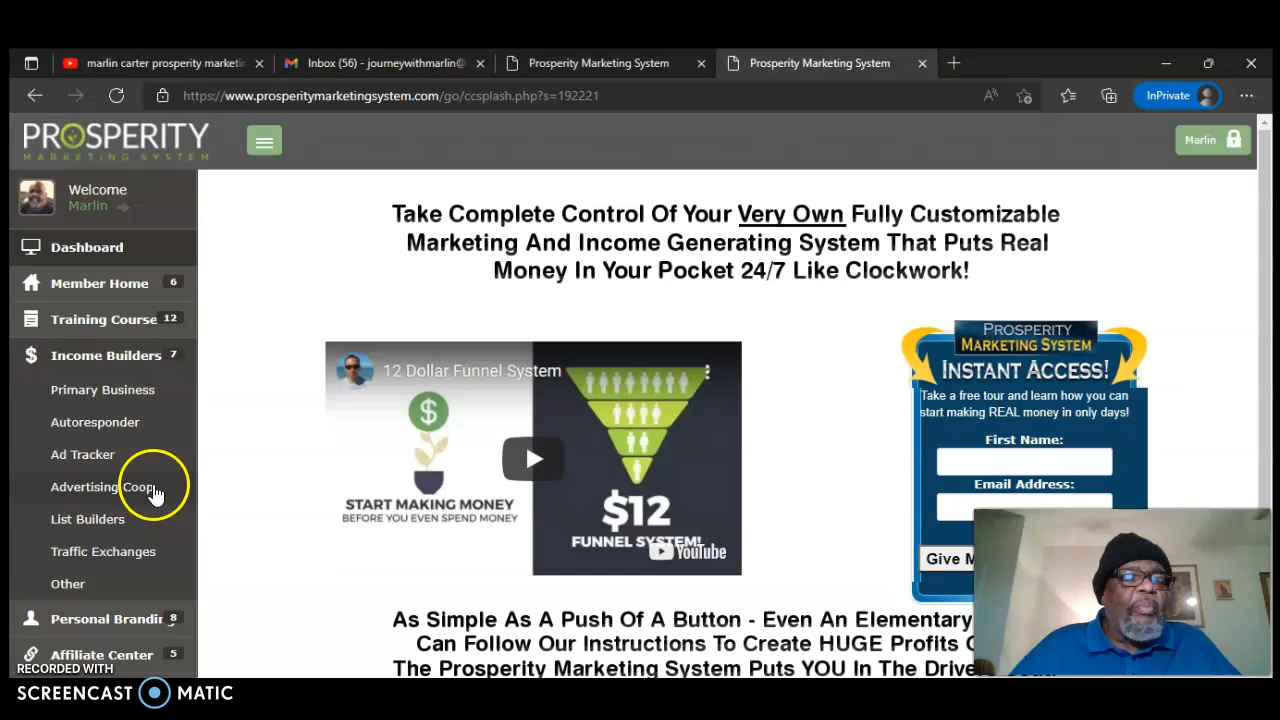 marlin carter prosperity marketin
Inbox (56) - journeywithmarlin@
Prosperity Marketing System
Prosperity Marketing System
https://www.prosperitymarketingsystem.com/go/ccsplash.php?s=192221
InPrivate
PROSPERITY
MARKETING SYSTEM
Marlin
Welcome
Marlin
Dashboard
Member Home 6
Training Course 12
Income Builders 7
Primary Business
Autoresponder
Ad Tracker
Advertising Coop
List Builders
Traffic Exchanges
Other
Personal Brandin 8
Affiliate Center 5
Take Complete Control Of Your Very Own Fully Customizable
Marketing And Income Generating System That Puts Real
Money In Your Pocket 24/7 Like Clockwork!
12 Dollar Funnel System
START MAKING MONEY
BEFORE YOU EVEN SPEND MONEY
$12
FUNNEL SYSTEM!
YouTube
PROSPERITY
MARKETING SYSTEM
INSTANT ACCESS!
Take a free tour and learn how you can
start making REAL money in only days!
First Name:
Email Address:
Give M
As Simple As A Push Of A Button - Even An Elementary
Can Follow Our Instructions To Create HUGE Profits
The Prosperity Marketing System Puts YOU In The Driver
RECORDED WITH
SCREENCAST MATIC